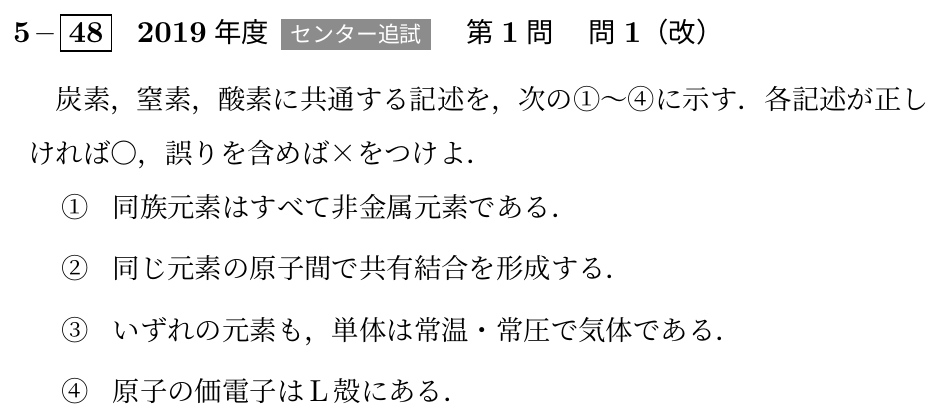 5−48 2019 年度 センター追試 第 1 問 問 1（改）
炭素，窒素，酸素に共通する記述を，次の①〜④に示す．各記述が正し
ければ○，誤りを含めば×をつけよ．
① 同族元素はすべて非金属元素である．
② 同じ元素の原子間で共有結合を形成する．
③ いずれの元素も，単体は常温・常圧で気体である．
④ 原子の価電子はＬ殻にある．